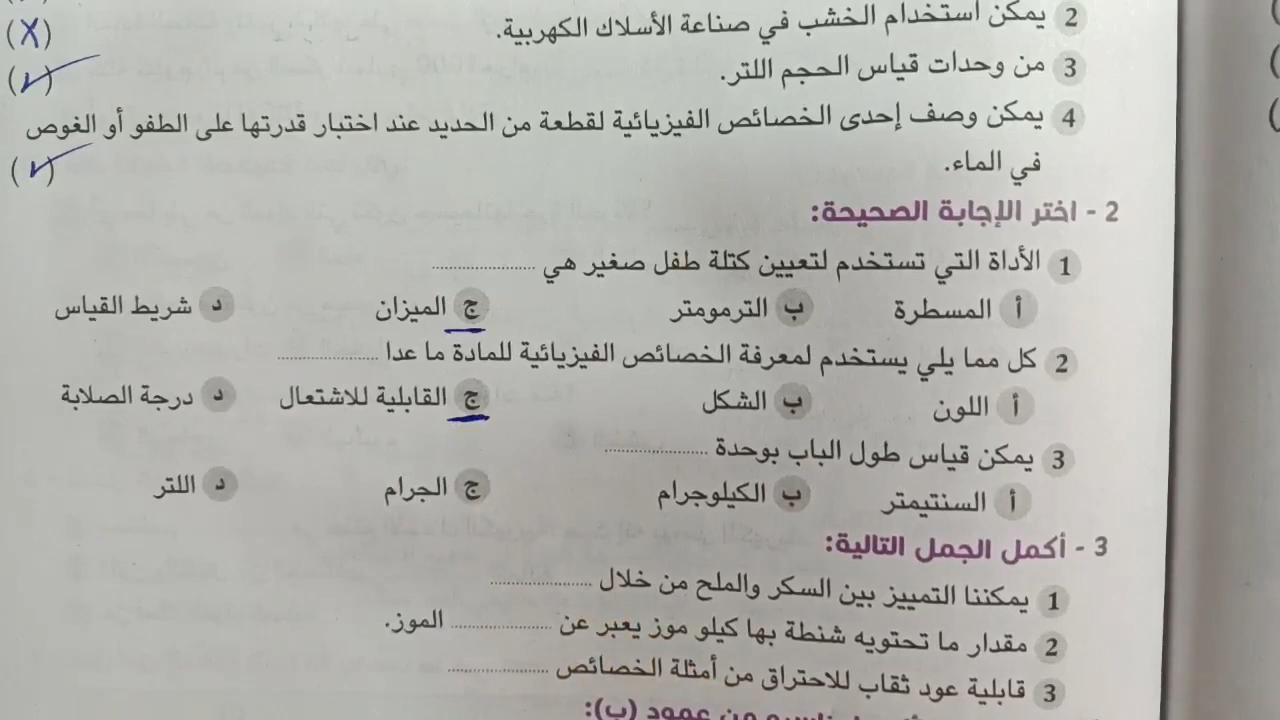 2 يمكن استخدام الخشب في صناعة الأسلاك الكهربية. (X)
3 من وحدات قياس الحجم اللتر. (✓)
4 يمكن وصف إحدى الخصائص الفيزيائية لقطعة من الحديد عند اختبار قدرتها على الطفو أو الغوص
في الماء. (✓)
2 - اختر الإجابة الصحيحة:
1 الأداة التي تستخدم لتعيين كتلة طفل صغير هي ....................
أ المسطرة ب الترمومتر ج الميزان د شريط القياس
2 كل مما يلي يستخدم لمعرفة الخصائص الفيزيائية للمادة ما عدا ....................
أ اللون ب الشكل ج القابلية للاشتعال د درجة الصلابة
3 يمكن قياس طول الباب بوحدة ....................
أ السنتيمتر ب الكيلوجرام ج الجرام د اللتر
3 - أكمل الجمل التالية:
1 يمكننا التمييز بين السكر والملح من خلال ....................
2 مقدار ما تحتويه شنطة بها كيلو موز يعبر عن .................... الموز.
3 قابلية عود ثقاب للاحتراق من أمثلة الخصائص ....................
من عمود (ب):